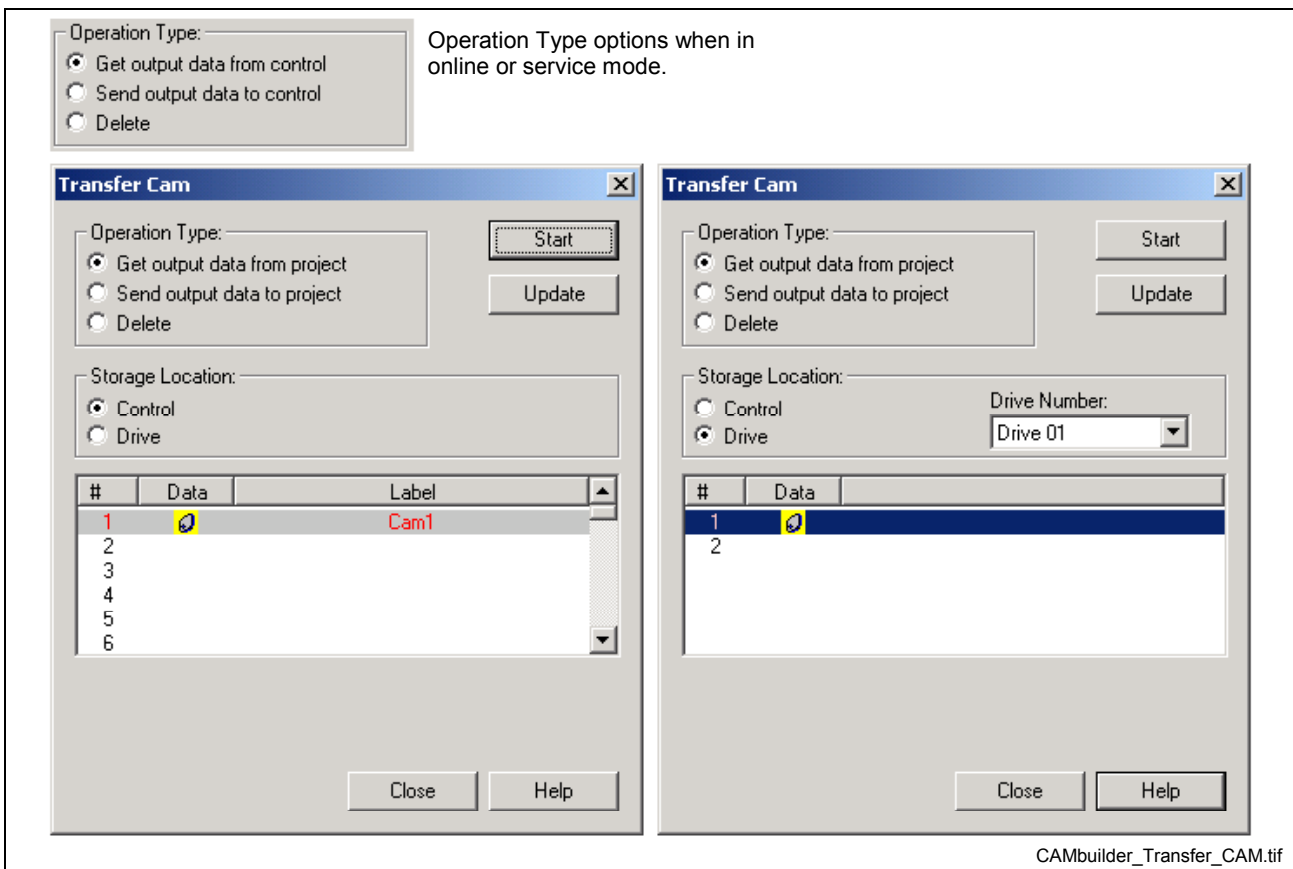 Operation Type:
Get output data from control
Send output data to control
Delete
Operation Type options when in
online or service mode.
Transfer Cam
Operation Type:
Get output data from project
Send output data to project
Delete
Start
Update
Storage Location:
Control
Drive
# Data Label
1 Cam1
2
3
4
5
6
Close Help
Transfer Cam
Operation Type:
Get output data from project
Send output data to project
Delete
Start
Update
Storage Location:
Control
Drive
Drive Number:
Drive 01
# Data
1
2
Close Help
CAMbuilder_Transfer_CAM.tif